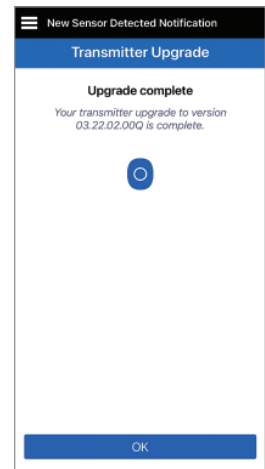 New Sensor Detected Notification
Transmitter Upgrade
Upgrade complete
Your transmitter upgrade to version
03.22.02.00Q is complete.
OK